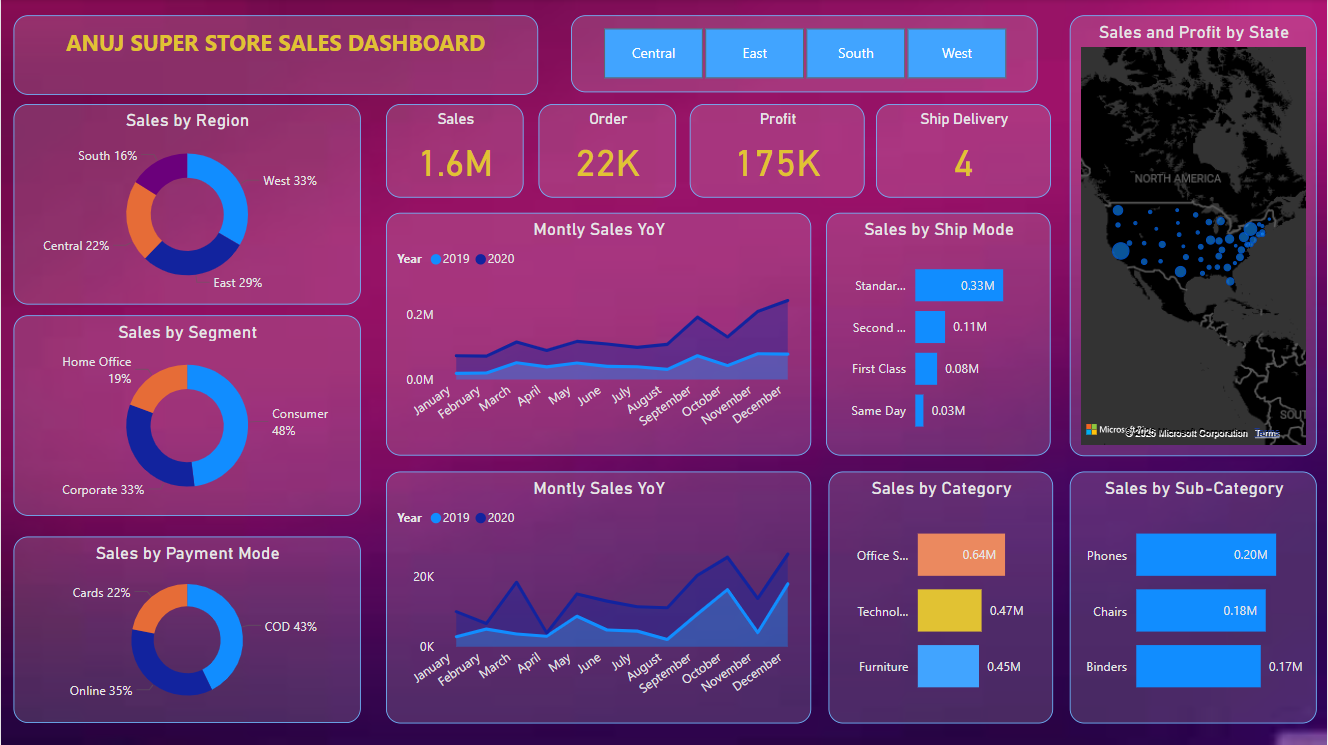 ANUJ SUPER STORE SALES DASHBOARD
Central
East
South
West
Sales and Profit by State
NORTH AMERICA
SOUT
© 2025 Microsoft Corporation
Terms
Sales by Region
South 16%
West 33%
Central 22%
East 29%
Sales
1.6M
Order
22K
Profit
175K
Ship Delivery
4
Montly Sales YoY
Year
2019
2020
0.2M
0.0M
January
February
March
April
May
June
July
August
September
October
November
December
Sales by Ship Mode
Standar...
0.33M
Second ...
0.11M
First Class
0.08M
Same Day
0.03M
Sales by Segment
Home Office
19%
Consumer
48%
Corporate 33%
Montly Sales YoY
Year
2019
2020
20K
0K
January
February
March
April
May
June
July
August
September
October
November
December
Sales by Category
Office S...
0.64M
Technol...
0.47M
Furniture
0.45M
Sales by Sub-Category
Phones
0.20M
Chairs
0.18M
Binders
0.17M
Sales by Payment Mode
Cards 22%
COD 43%
Online 35%